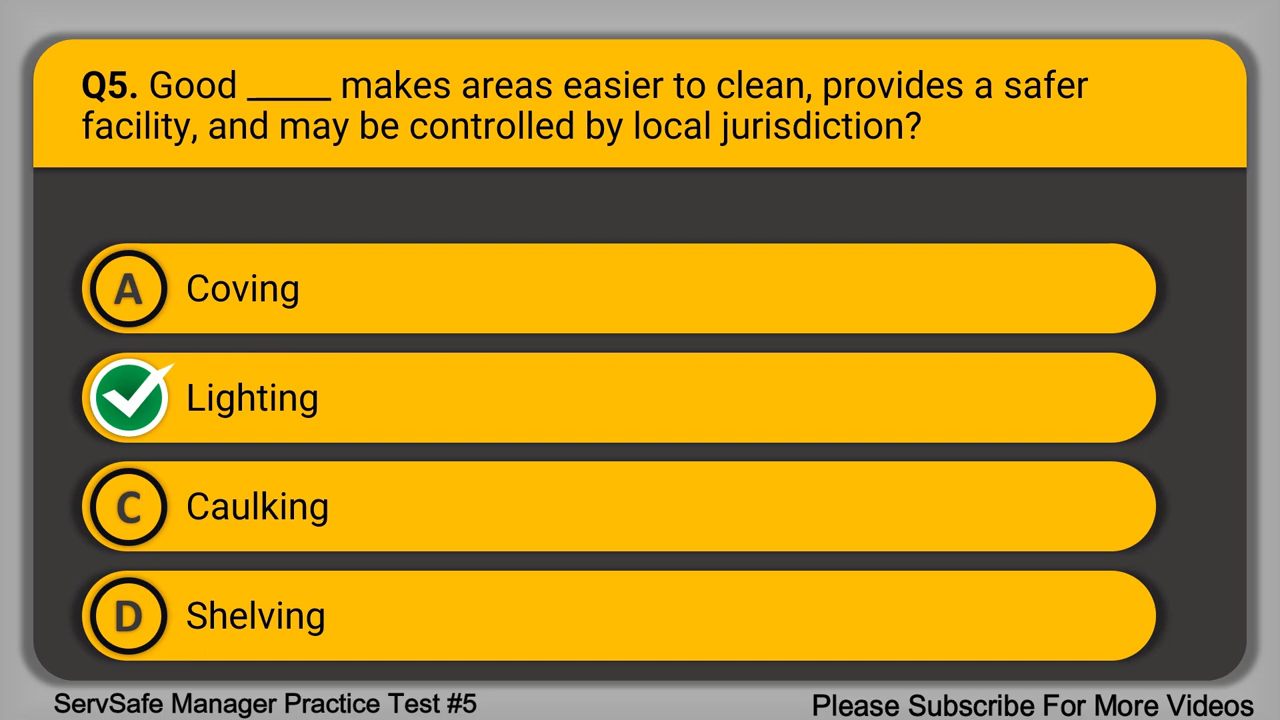 Q5. Good _____ makes areas easier to clean, provides a safer
facility, and may be controlled by local jurisdiction?
A Coving
Lighting
C Caulking
D Shelving
ServSafe Manager Practice Test #5
Please Subscribe For More Videos